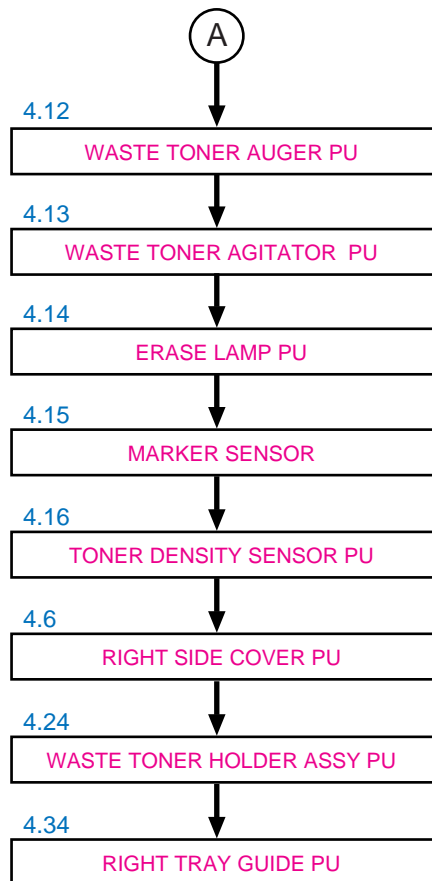 A
4.12
WASTE TONER AUGER PU
4.13
WASTE TONER AGITATOR PU
4.14
ERASE LAMP PU
4.15
MARKER SENSOR
4.16
TONER DENSITY SENSOR PU
4.6
RIGHT SIDE COVER PU
4.24
WASTE TONER HOLDER ASSY PU
4.34
RIGHT TRAY GUIDE PU